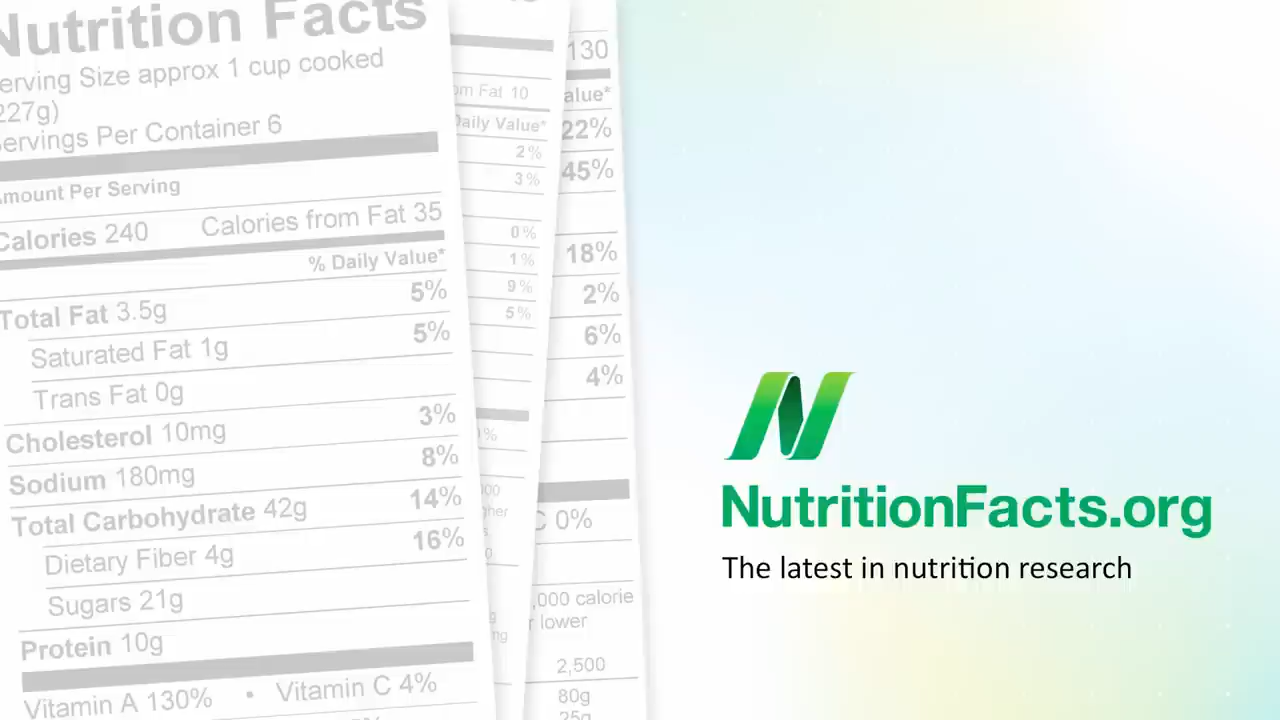 Nutrition Facts
erving Size approx 1 cup cooked
227g)
ervings Per Container 6
mount Per Serving
Calories 240 Calories from Fat 35
% Daily Value*
Total Fat 3.5g 5%
Saturated Fat 1g 5%
Trans Fat 0g
Cholesterol 10mg 3%
Sodium 180mg 8%
Total Carbohydrate 42g 14%
Dietary Fiber 4g 16%
Sugars 21g
Protein 10g
Vitamin A 130% • Vitamin C 4%
om Fat 10
Daily Value*
2%
3%
0%
1%
9%
5%
130
alue*
22%
45%
18%
2%
6%
4%
C 0%
,000 calorie
r lower
2,500
80g
25g
NutritionFacts.org
The latest in nutrition research